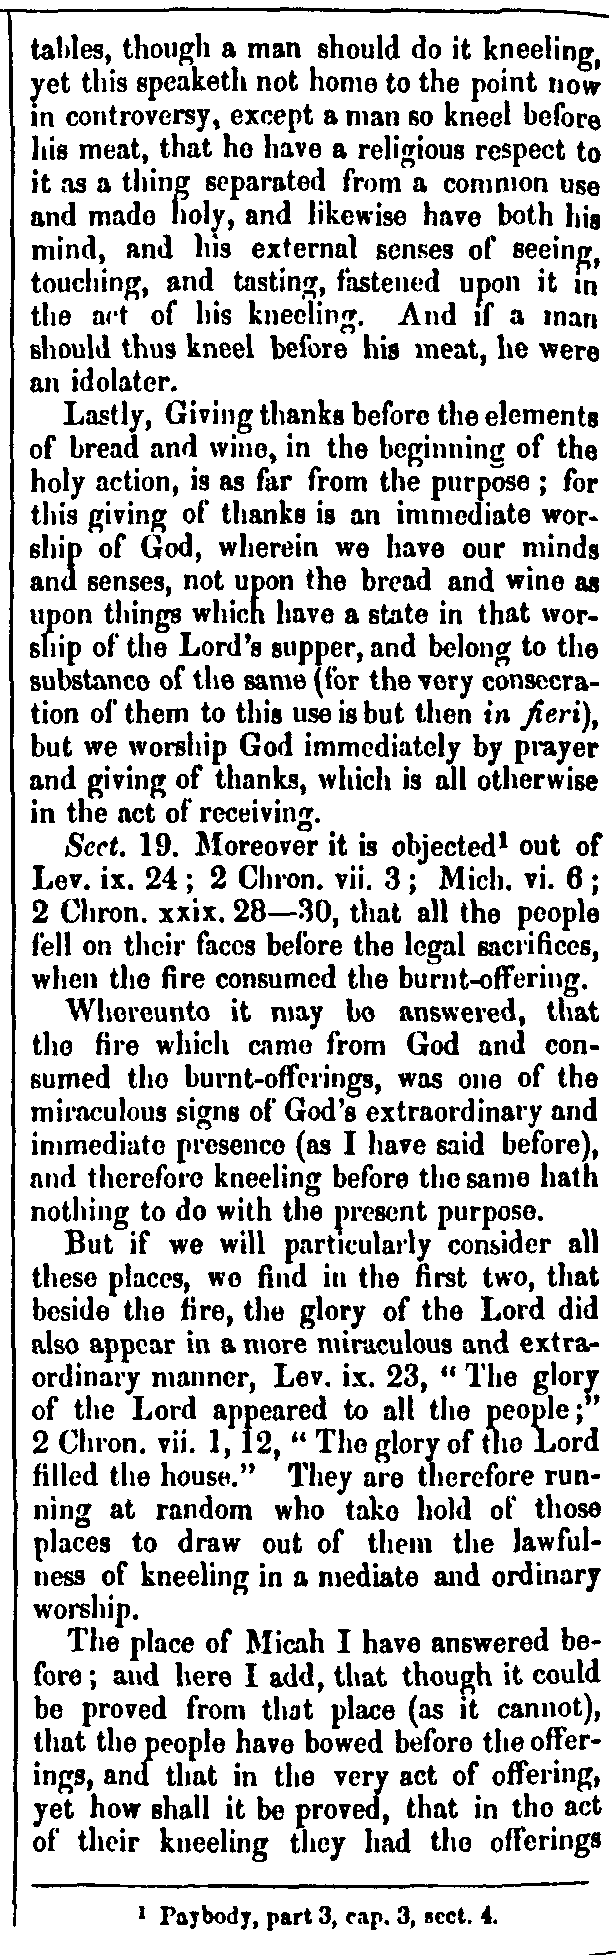 tables, though a man should do it kneeling,
yet this speaketh not home to the point now
in controversy, except a man so kneel before
his meat, that he have a religious respect to
it as a thing separated from a common use
and made holy, and likewise have both his
mind, and his external senses of seeing,
touching, and tasting, fastened upon it in
the act of his kneeling. And if a man
should thus kneel before his meat, he were
an idolater.
Lastly, Giving thanks before the elements
of bread and wine, in the beginning of the
holy action, is as far from the purpose; for
this giving of thanks is an immediate wor-
ship of God, wherein we have our minds
and senses, not upon the bread and wine as
upon things which have a state in that wor-
ship of the Lord's supper, and belong to the
substance of the same (for the very consecra-
tion of them to this use is but then in fieri),
but we worship God immediately by prayer
and giving of thanks, which is all otherwise
in the act of receiving.
Sect. 19. Moreover it is objected¹ out of
Lev. ix. 24; 2 Chron. vii. 3; Mich. vi. 6;
2 Chron. xxix. 28—30, that all the people
fell on their faces before the legal sacrifices,
when the fire consumed the burnt-offering.
Whereunto it may be answered, that
the fire which came from God and con-
sumed the burnt-offerings, was one of the
miraculous signs of God's extraordinary and
immediate presence (as I have said before),
and therefore kneeling before the same hath
nothing to do with the present purpose.
But if we will particularly consider all
these places, we find in the first two, that
beside the fire, the glory of the Lord did
also appear in a more miraculous and extra-
ordinary manner, Lev. ix. 23, "The glory
of the Lord appeared to all the people;"
2 Chron. vii. 1, 12, "The glory of the Lord
filled the house." They are therefore run-
ning at random who take hold of those
places to draw out of them the lawful-
ness of kneeling in a mediate and ordinary
worship.
The place of Micah I have answered be-
fore; and here I add, that though it could
be proved from that place (as it cannot),
that the people have bowed before the offer-
ings, and that in the very act of offering,
yet how shall it be proved, that in the act
of their kneeling they had the offerings
¹ Paybody, part 3, cap. 3, sect. 4.